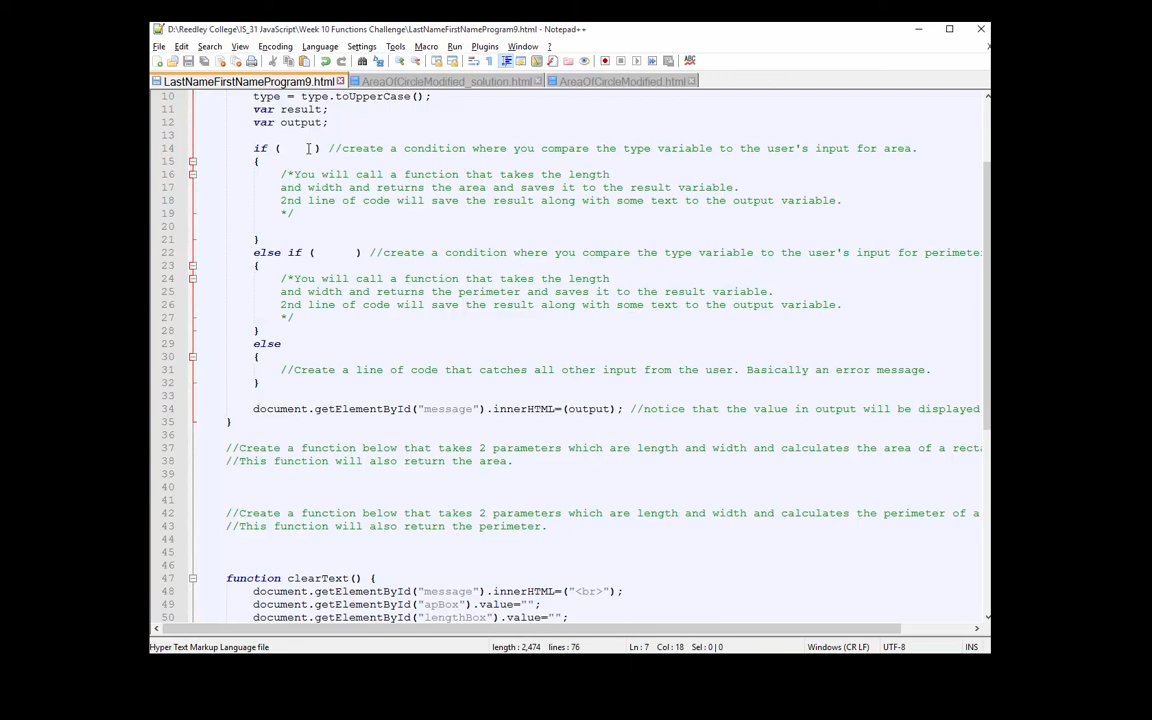 D:\Reedley College\IS_31 JavaScript\Week 10 Functions Challenge\LastNameFirstNameProgram9.html - Notepad++
File Edit Search View Encoding Language Settings Tools Macro Run Plugins Window ?
LastNameFirstNameProgram9.html AreaOfCircleModified_solution.html AreaOfCircleModified.html
10 type = type.toUpperCase();
11 var result;
12 var output;
13
14 if ( ) //create a condition where you compare the type variable to the user's input for area.
15 {
16 /*You will call a function that takes the length
17 and width and returns the area and saves it to the result variable.
18 2nd line of code will save the result along with some text to the output variable.
19 */
20
21 }
22 else if ( ) //create a condition where you compare the type variable to the user's input for perimete
23 {
24 /*You will call a function that takes the length
25 and width and returns the perimeter and saves it to the result variable.
26 2nd line of code will save the result along with some text to the output variable.
27 */
28 }
29 else
30 {
31 //Create a line of code that catches all other input from the user. Basically an error message.
32 }
33
34 document.getElementById("message").innerHTML=(output); //notice that the value in output will be displayed
35 }
36
37 //Create a function below that takes 2 parameters which are length and width and calculates the area of a recta
38 //This function will also return the area.
39
40
41
42 //Create a function below that takes 2 parameters which are length and width and calculates the perimeter of a
43 //This function will also return the perimeter.
44
45
46
47 function clearText() {
48 document.getElementById("message").innerHTML=("<br>");
49 document.getElementById("apBox").value="";
50 document.getElementById("lengthBox").value="";
Hyper Text Markup Language file length : 2,474 lines : 76 Ln : 7 Col : 18 Sel : 0 | 0 Windows (CR LF) UTF-8 INS